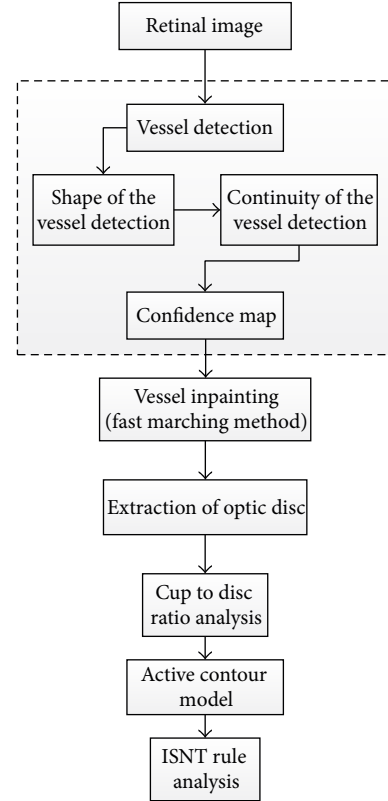 Retinal image
Vessel detection
Shape of the
vessel detection
Continuity of the
vessel detection
Confidence map
Vessel inpainting
(fast marching method)
Extraction of optic disc
Cup to disc
ratio analysis
Active contour
model
ISNT rule
analysis